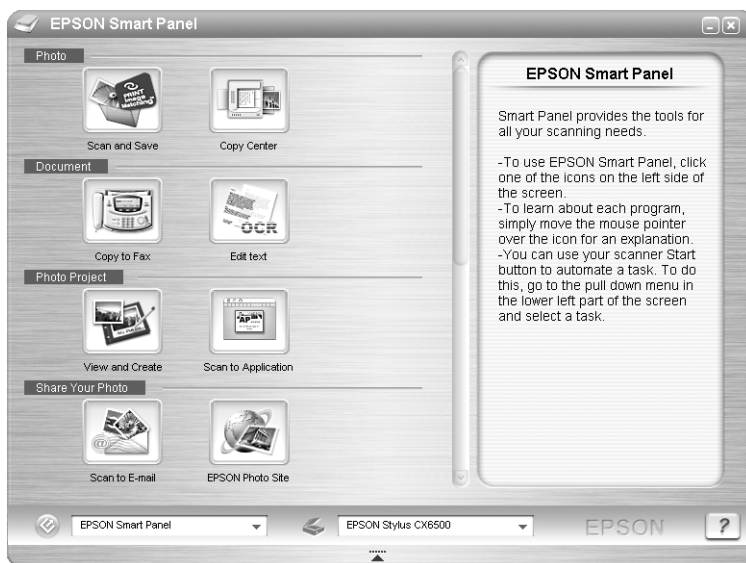 EPSON Smart Panel
Photo
PRINT
Image
Matching
Scan and Save
Copy Center
Document
OCR
Copy to Fax
Edit text
Photo Project
View and Create
Scan to Application
Share Your Photo
Scan to E-mail
EPSON Photo Site
EPSON Smart Panel
Smart Panel provides the tools for
all your scanning needs.
-To use EPSON Smart Panel, click
one of the icons on the left side of
the screen.
-To learn about each program,
simply move the mouse pointer
over the icon for an explanation.
-You can use your scanner Start
button to automate a task. To do
this, go to the pull down menu in
the lower left part of the screen
and select a task.
EPSON Smart Panel
EPSON Stylus CX6500
EPSON
?